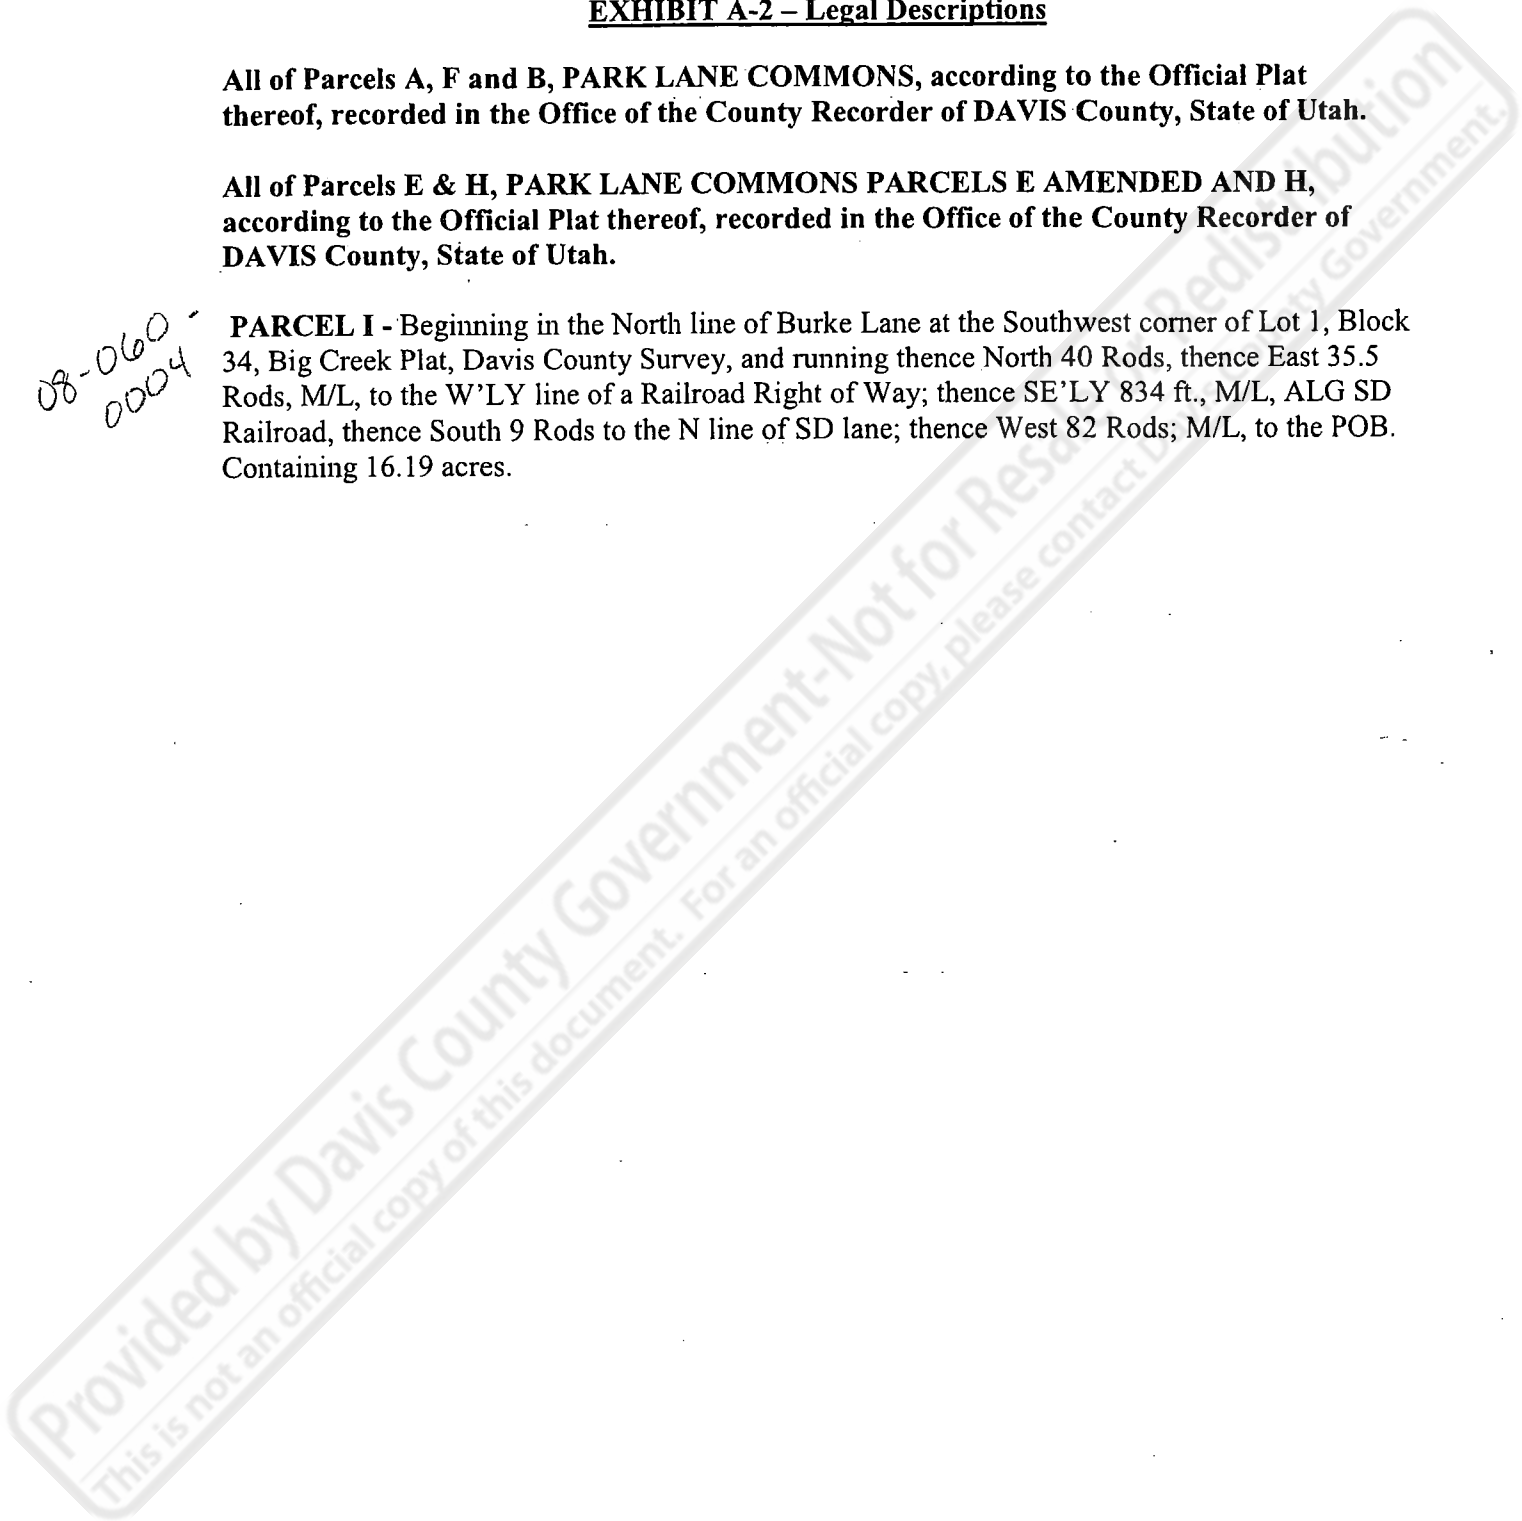 EXHIBIT A-2 – Legal Descriptions
All of Parcels A, F and B, PARK LANE COMMONS, according to the Official Plat
thereof, recorded in the Office of the County Recorder of DAVIS County, State of Utah.
All of Parcels E & H, PARK LANE COMMONS PARCELS E AMENDED AND H,
according to the Official Plat thereof, recorded in the Office of the County Recorder of
DAVIS County, State of Utah.
08-060-
0004
PARCEL I - Beginning in the North line of Burke Lane at the Southwest corner of Lot 1, Block
34, Big Creek Plat, Davis County Survey, and running thence North 40 Rods, thence East 35.5
Rods, M/L, to the W'LY line of a Railroad Right of Way; thence SE'LY 834 ft., M/L, ALG SD
Railroad, thence South 9 Rods to the N line of SD lane; thence West 82 Rods; M/L, to the POB.
Containing 16.19 acres.
Provided by Davis County Government-Not for Resale Or Redistribution
This is not an official copy of this document. For an official copy, please contact Davis County Government.